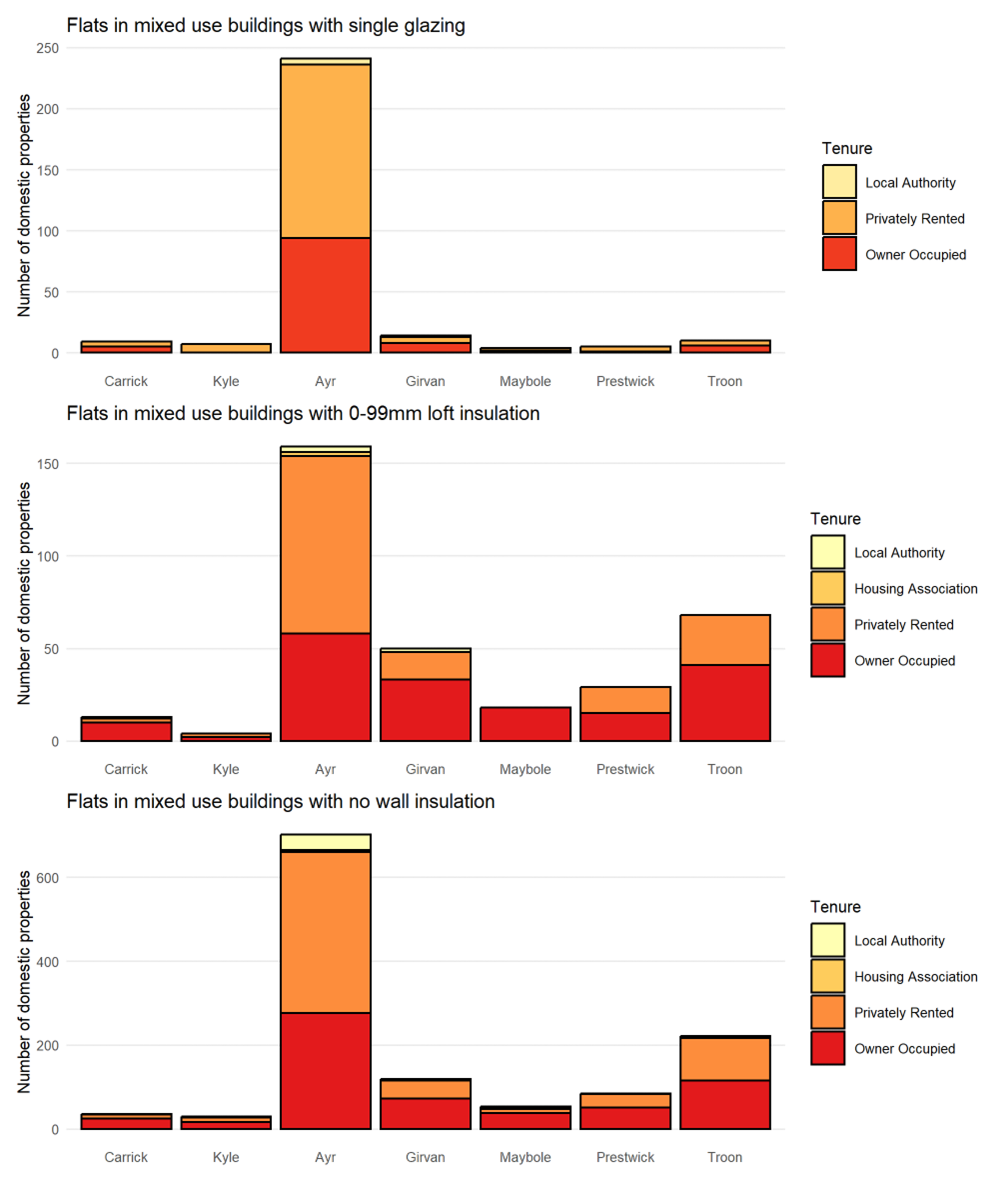 Flats in mixed use buildings with single glazing
Number of domestic properties
250
200
150
100
50
0
Carrick Kyle Ayr Girvan Maybole Prestwick Troon
Tenure
Local Authority
Privately Rented
Owner Occupied
Flats in mixed use buildings with 0-99mm loft insulation
Number of domestic properties
150
100
50
0
Carrick Kyle Ayr Girvan Maybole Prestwick Troon
Tenure
Local Authority
Housing Association
Privately Rented
Owner Occupied
Flats in mixed use buildings with no wall insulation
Number of domestic properties
600
400
200
0
Carrick Kyle Ayr Girvan Maybole Prestwick Troon
Tenure
Local Authority
Housing Association
Privately Rented
Owner Occupied